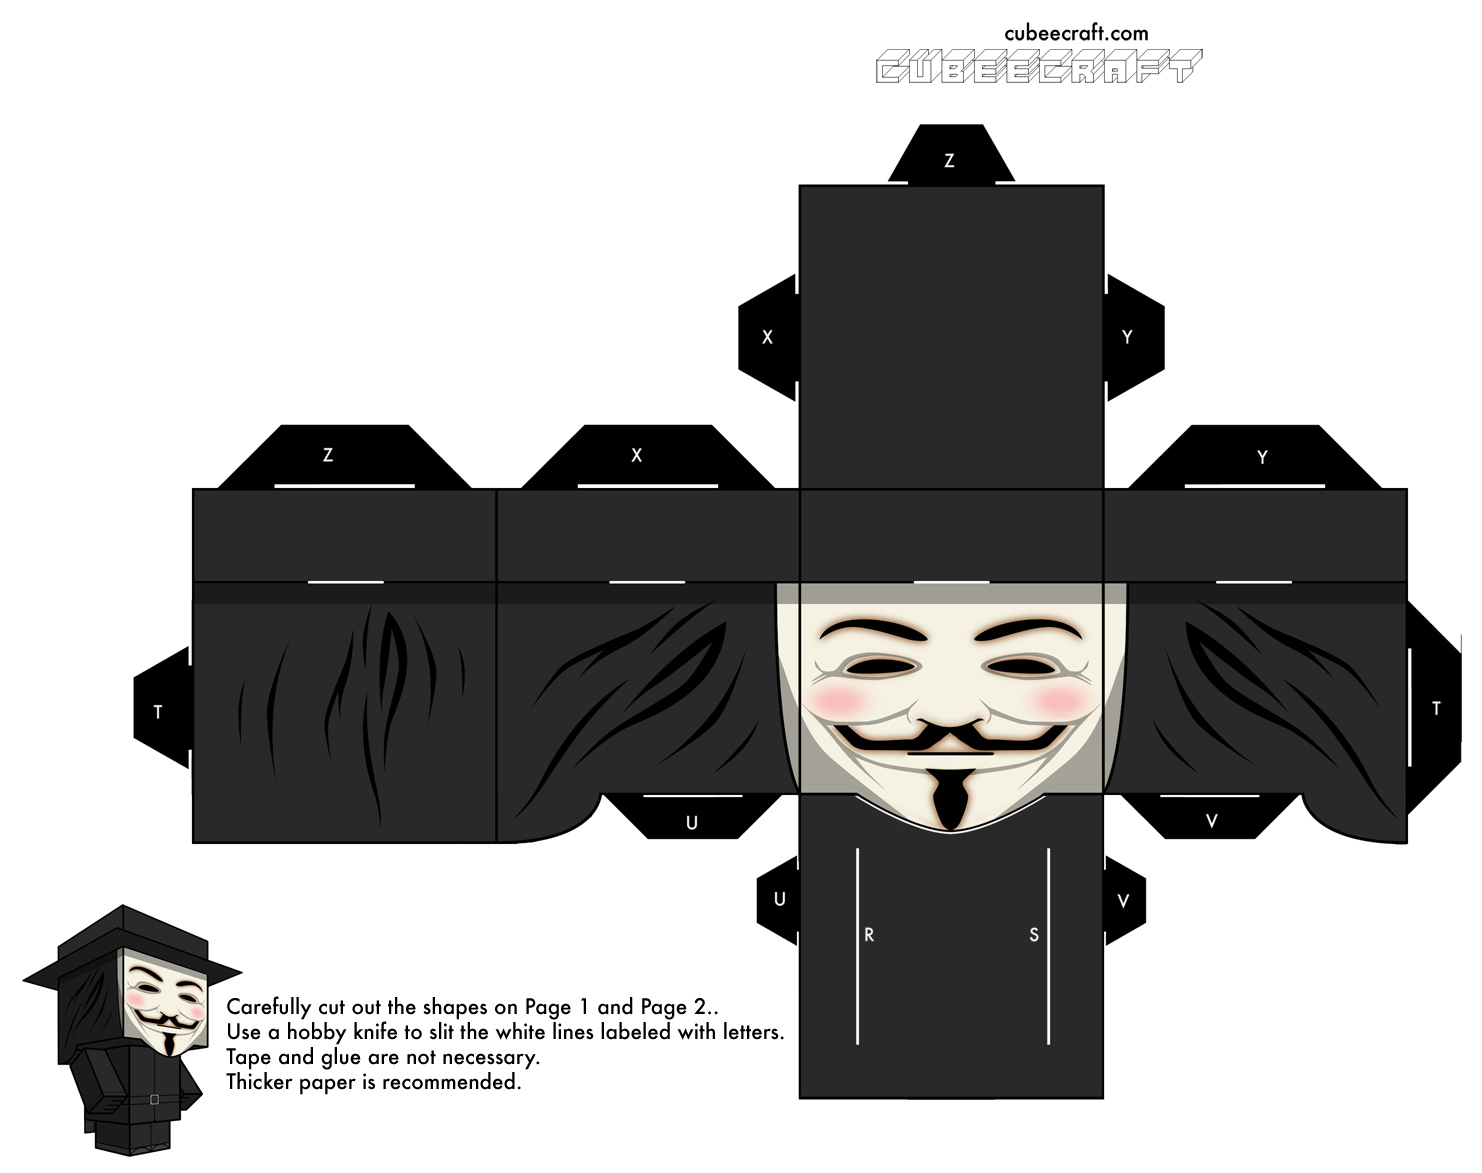 cubeecraft.com
CUBEECRAFT
Z
X
Y
Z
X
Y
T
T
U
V
U
V
R
S
Carefully cut out the shapes on Page 1 and Page 2..
Use a hobby knife to slit the white lines labeled with letters.
Tape and glue are not necessary.
Thicker paper is recommended.